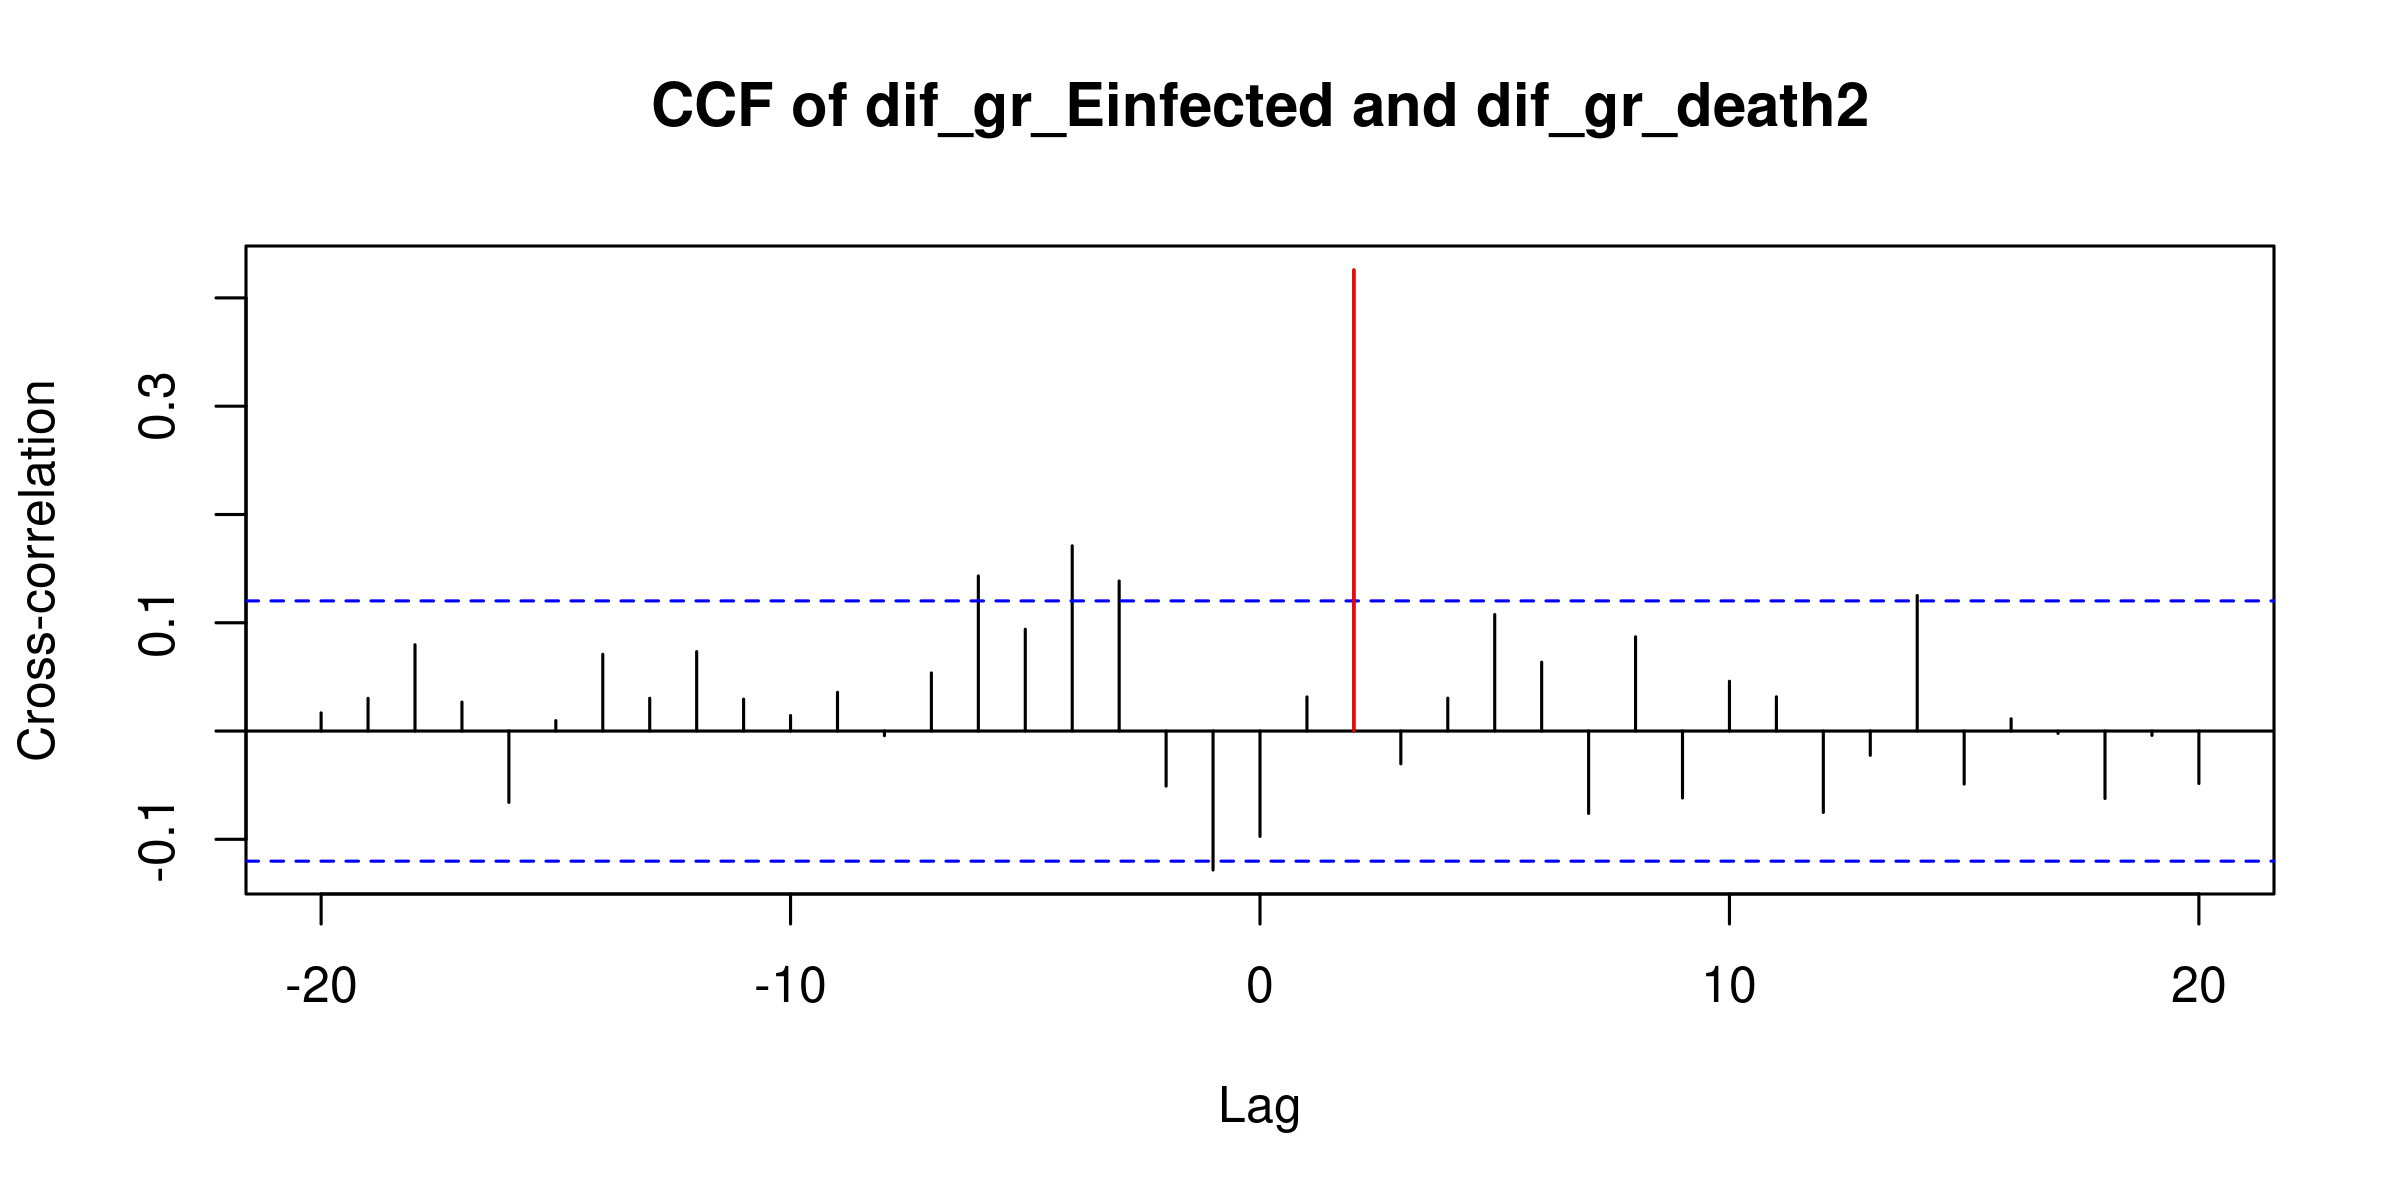 CCF of dif_gr_Einfected and dif_gr_death2
Cross-correlation
0.3
0.1
-0.1
-20 -10 0 10 20
Lag